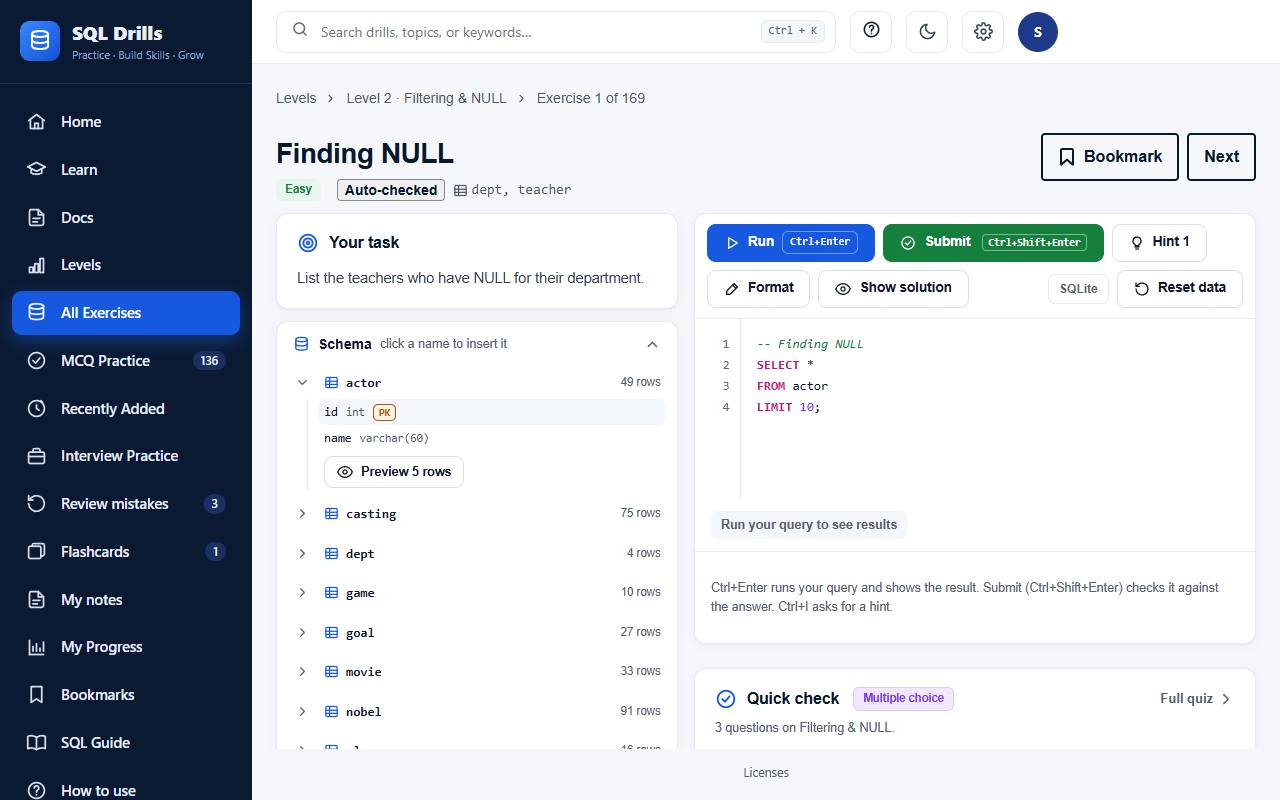 SQL Drills
Practice · Build Skills · Grow
Home
Learn
Docs
Levels
All Exercises
MCQ Practice 136
Recently Added
Interview Practice
Review mistakes 3
Flashcards 1
My notes
My Progress
Bookmarks
SQL Guide
How to use
Search drills, topics, or keywords... Ctrl + K
S
Levels > Level 2 · Filtering & NULL > Exercise 1 of 169
Finding NULL
Bookmark
Next
Easy Auto-checked dept, teacher
Your task
List the teachers who have NULL for their department.
Schema click a name to insert it
actor 49 rows
id int PK
name varchar(60)
Preview 5 rows
casting 75 rows
dept 4 rows
game 10 rows
goal 27 rows
movie 33 rows
nobel 91 rows
Run Ctrl+Enter
Submit Ctrl+Shift+Enter
Hint 1
Format
Show solution
SQLite
Reset data
1 -- Finding NULL
2 SELECT *
3 FROM actor
4 LIMIT 10;
Run your query to see results
Ctrl+Enter runs your query and shows the result. Submit (Ctrl+Shift+Enter) checks it against
the answer. Ctrl+I asks for a hint.
Quick check Multiple choice Full quiz
3 questions on Filtering & NULL.
Licenses